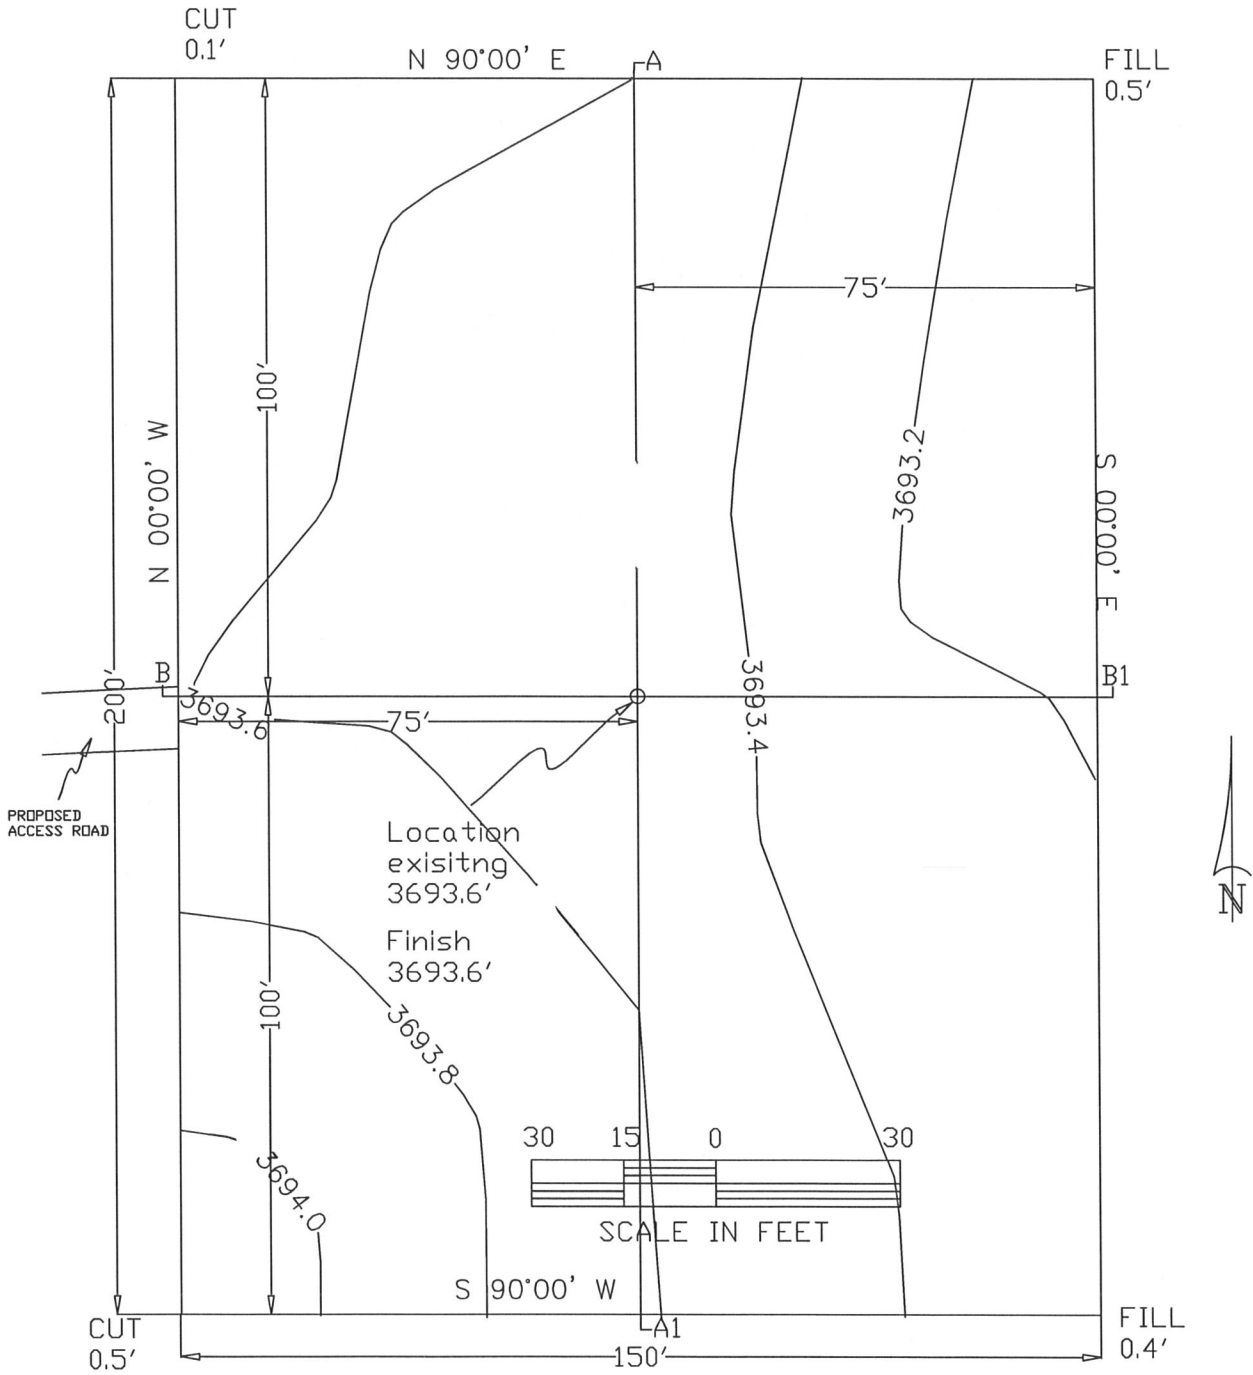 CUT
0.1'
N 90°00' E
A
FILL
0.5'
75'
100'
N 00°00' W
3693.2
S 00°00' E
B
B1
200'
3693.6
75'
3693.4
PROPOSED
ACCESS ROAD
Location
exisitng
3693.6'
Finish
3693.6'
N
100'
3693.8
30 15 0 30
3694.0
SCALE IN FEET
S 90°00' W
CUT
0.5'
A1
FILL
0.4'
150'